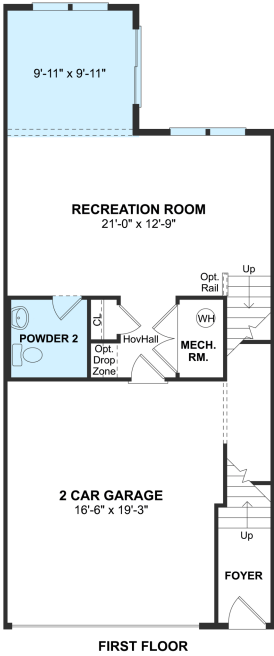 9'-11" x 9'-11"
RECREATION ROOM
21'-0" x 12'-9"
Up
Opt.
Rail
CL
WH
POWDER 2
HovHall
MECH.
RM.
Opt.
Drop
Zone
2 CAR GARAGE
16'-6" x 19'-3"
Up
FOYER
FIRST FLOOR